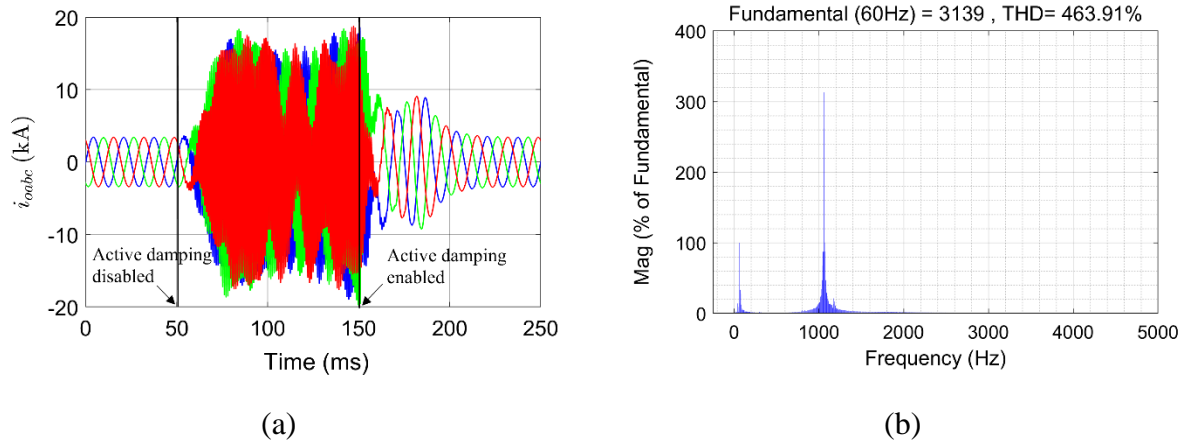 20
10
0
-10
-20
i_oabc (kA)
Active damping
disabled
Active damping
enabled
0 50 100 150 200 250
Time (ms)
(a)
Fundamental (60Hz) = 3139 , THD= 463.91%
400
300
200
100
0
Mag (% of Fundamental)
0 1000 2000 3000 4000 5000
Frequency (Hz)
(b)